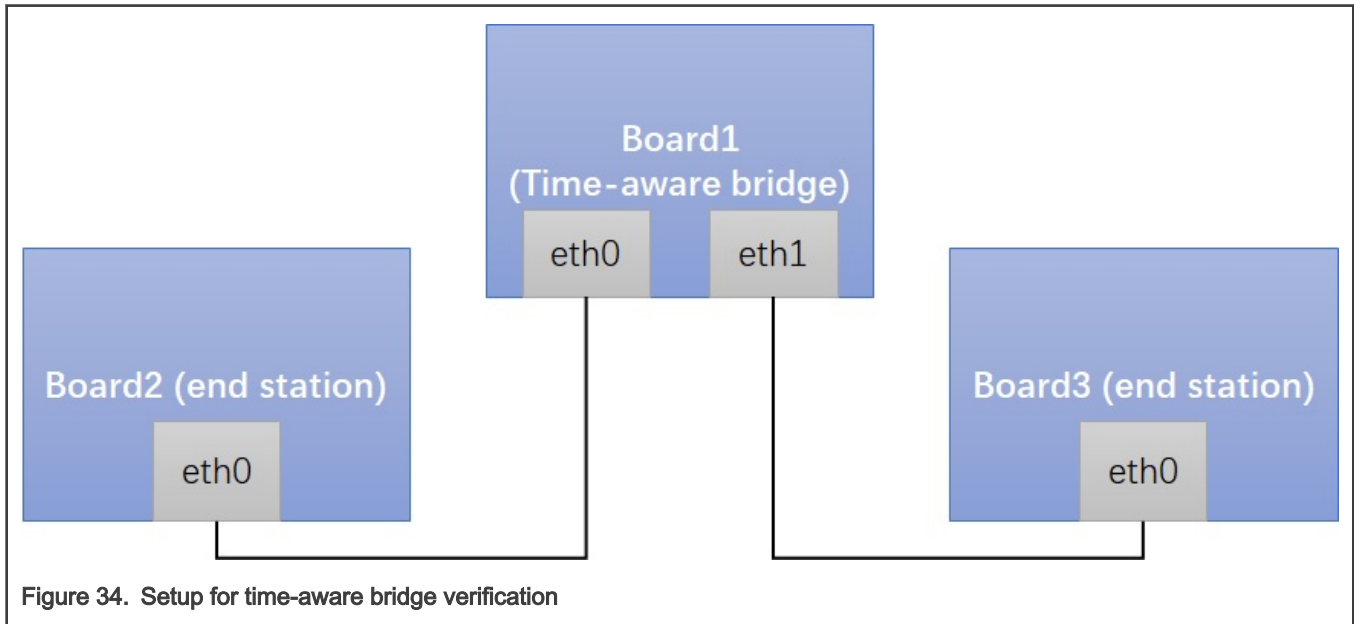 Board1
(Time-aware bridge)
eth0
eth1
Board2 (end station)
eth0
Board3 (end station)
eth0
Figure 34. Setup for time-aware bridge verification